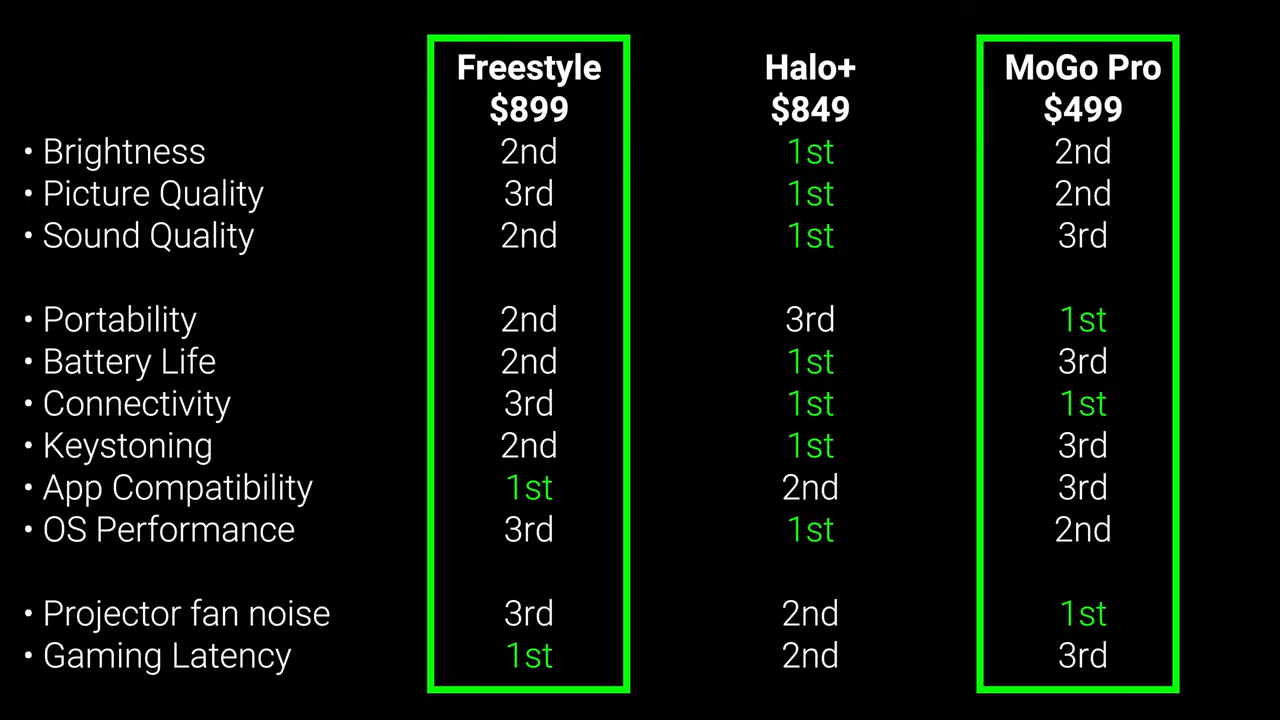 Freestyle Halo+ MoGo Pro
$899 $849 $499
• Brightness 2nd 1st 2nd
• Picture Quality 3rd 1st 2nd
• Sound Quality 2nd 1st 3rd
• Portability 2nd 3rd 1st
• Battery Life 2nd 1st 3rd
• Connectivity 3rd 1st 1st
• Keystoning 2nd 1st 3rd
• App Compatibility 1st 2nd 3rd
• OS Performance 3rd 1st 2nd
• Projector fan noise 3rd 2nd 1st
• Gaming Latency 1st 2nd 3rd